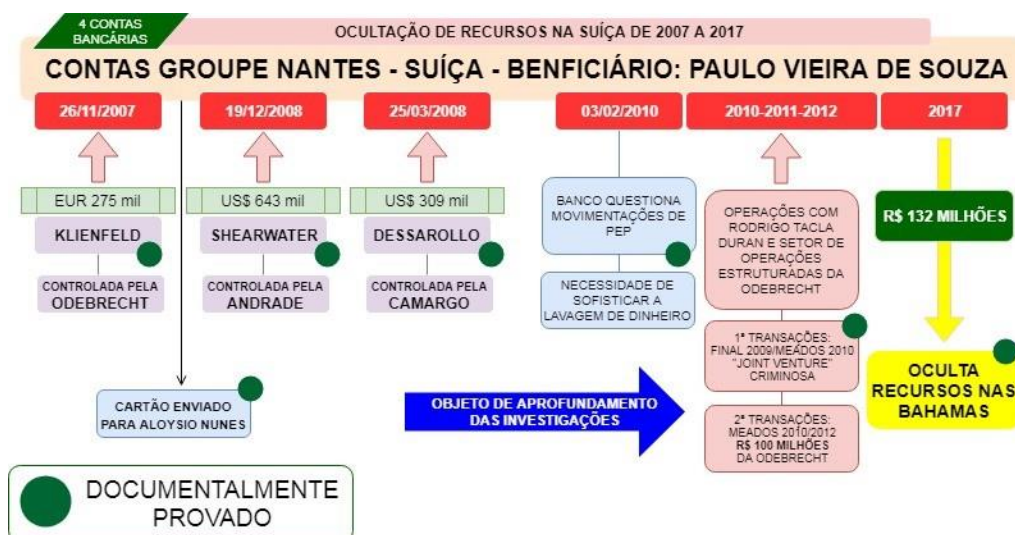 4 CONTAS
BANCÁRIAS
OCULTAÇÃO DE RECURSOS NA SUÍÇA DE 2007 A 2017
CONTAS GROUPE NANTES - SUÍÇA - BENFICIÁRIO: PAULO VIEIRA DE SOUZA
26/11/2007
19/12/2008
25/03/2008
03/02/2010
2010-2011-2012
2017
EUR 275 mil
US$ 643 mil
US$ 309 mil
KLIENFELD
SHEARWATER
DESSAROLLO
CONTROLADA PELA
ODEBRECHT
CONTROLADA PELA
ANDRADE
CONTROLADA PELA
CAMARGO
BANCO QUESTIONA
MOVIMENTAÇÕES DE
PEP
NECESSIDADE DE
SOFISTICAR A
LAVAGEM DE DINHEIRO
OPERAÇÕES COM
RODRIGO TACLA
DURAN E SETOR DE
OPERAÇÕES
ESTRUTURADAS DA
ODEBRECHT
1ª TRANSAÇÕES:
FINAL 2009/MEADOS 2010
"JOINT VENTURE"
CRIMINOSA
2ª TRANSAÇÕES:
MEADOS 2010/2012
R$ 100 MILHÕES
DA ODEBRECHT
R$ 132 MILHÕES
OCULTA
RECURSOS NAS
BAHAMAS
CARTÃO ENVIADO
PARA ALOYSIO NUNES
OBJETO DE APROFUNDAMENTO
DAS INVESTIGAÇÕES
DOCUMENTALMENTE
PROVADO